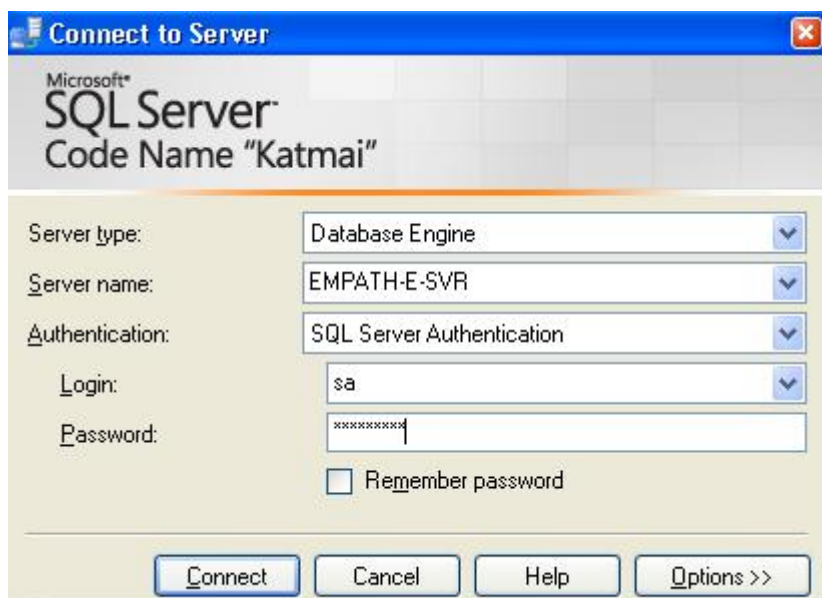 Connect to Server
Microsoft®
SQL Server™
Code Name "Katmai"
Server type: Database Engine
Server name: EMPATH-E-SVR
Authentication: SQL Server Authentication
Login: sa
Password: *********
Remember password
Connect Cancel Help Options >>